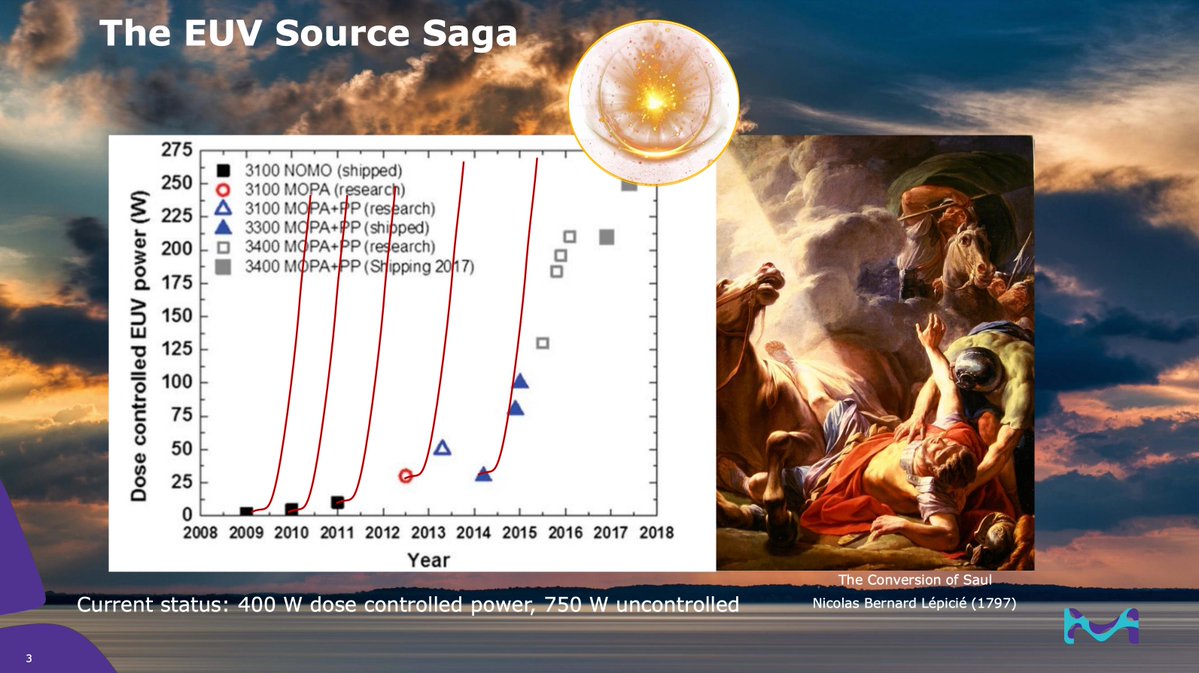 The EUV Source Saga
Dose controlled EUV power (W)
275
250
225
200
175
150
125
100
75
50
25
0
3100 NOMO (shipped)
3100 MOPA (research)
3100 MOPA+PP (research)
3300 MOPA+PP (shipped)
3400 MOPA+PP (research)
3400 MOPA+PP (Shipping 2017)
2008 2009 2010 2011 2012 2013 2014 2015 2016 2017 2018
Year
The Conversion of Saul
Nicolas Bernard Lépicié (1797)
Current status: 400 W dose controlled power, 750 W uncontrolled
3